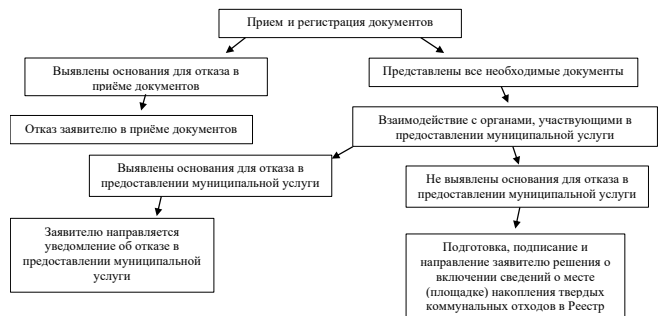 Прием и регистрация документов
Выявлены основания для отказа в
приёме документов
Представлены все необходимые документы
Отказ заявителю в приёме документов
Взаимодействие с органами, участвующими в
предоставлении муниципальной услуги
Выявлены основания для отказа в
предоставлении муниципальной услуги
Не выявлены основания для отказа в
предоставлении муниципальной услуги
Заявителю направляется
уведомление об отказе в
предоставлении муниципальной
услуги
Подготовка, подписание и
направление заявителю решения о
включении сведений о месте
(площадке) накопления твердых
коммунальных отходов в Реестр